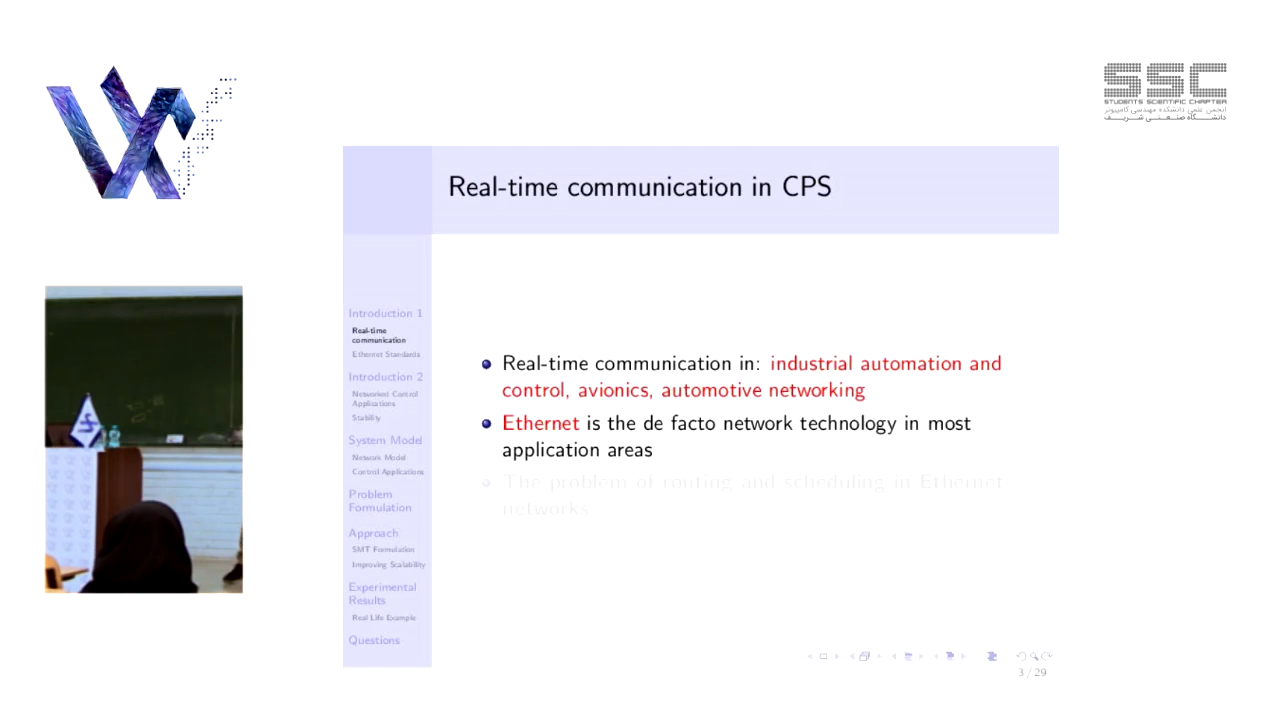 SSC
STUDENTS SCIENTIFIC CHAPTER
انجمن علمی دانشکده مهندسی کامپیوتر
دانشگاه صنعتی شریف
Real-time communication in CPS
Introduction 1
Real-time
communication
Ethernet Standards
Introduction 2
Networked Control
Applications
Stability
System Model
Network Model
Control Applications
Problem
Formulation
Approach
SMT Formulation
Improving Scalability
Experimental
Results
Real Life Example
Questions
Real-time communication in: industrial automation and
control, avionics, automotive networking
Ethernet is the de facto network technology in most
application areas
The problem of routing and scheduling in Ethernet
networks
3 / 29